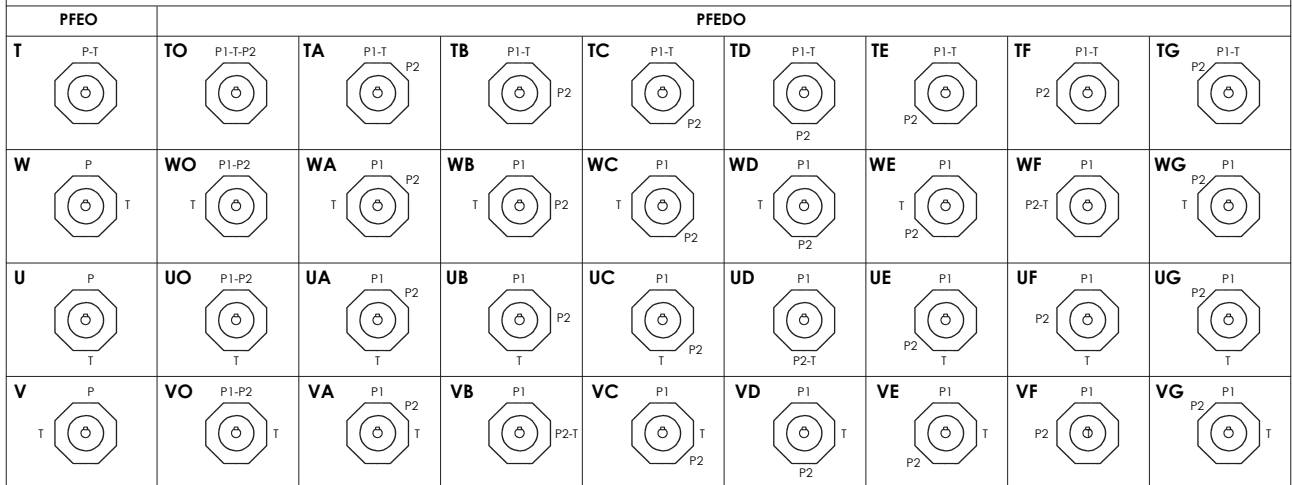 PFEO PFEDO
T P-T TO P1-T-P2 TA P1-T P2 TB P1-T P2 TC P1-T P2 TD P1-T P2 TE P1-T P2 TF P1-T P2 TG P1-T P2
W P T WO P1-P2 T WA P1 P2 T WB P1 T P2 WC P1 T P2 WD P1 T P2 WE P1 T P2 WF P1 P2-T WG P1 P2 T
U P T UO P1-P2 T UA P1 P2 T UB P1 P2 T UC P1 P2 T UD P1 P2-T UE P1 P2 T UF P1 P2 T UG P1 P2 T
V P T VO P1-P2 T VA P1 P2 T VB P1 P2-T VC P1 T P2 VD P1 T P2 VE P1 T P2 VF P1 P2 T VG P1 P2 T